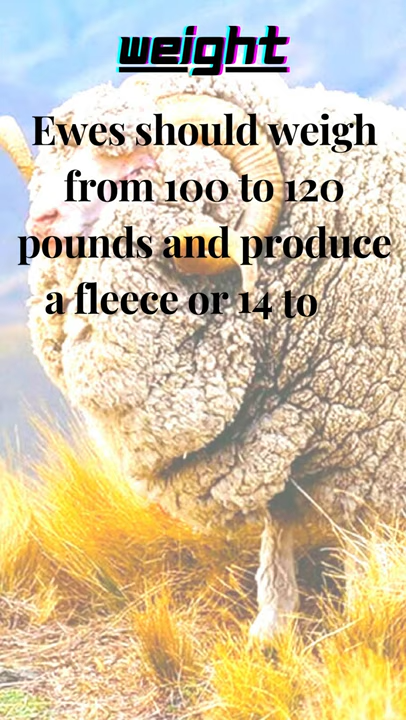 weight
Ewes should weigh
from 100 to 120
pounds and produce
a fleece or 14 to